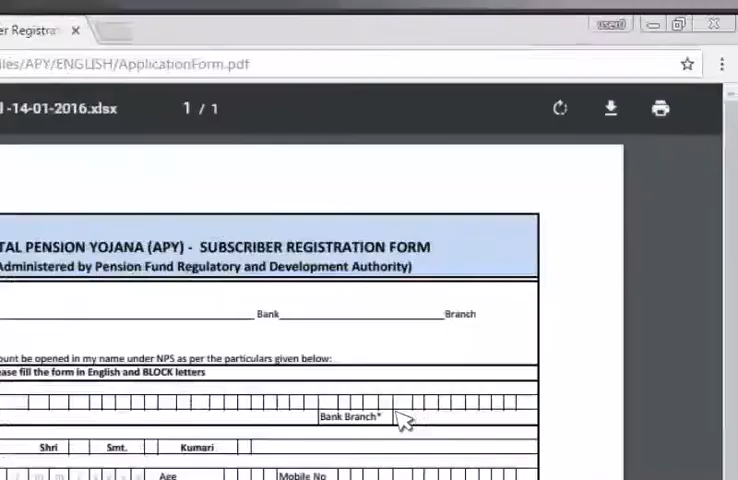 er Registra
user0
iles/APY/ENGLISH/ApplicationForm.pdf
l -14-01-2016.xlsx 1 / 1
TAL PENSION YOJANA (APY) - SUBSCRIBER REGISTRATION FORM
Administered by Pension Fund Regulatory and Development Authority)
Bank Branch
ount be opened in my name under NPS as per the particulars given below:
ease fill the form in English and BLOCK letters
Bank Branch*
Shri Smt. Kumari
Age Mobile No